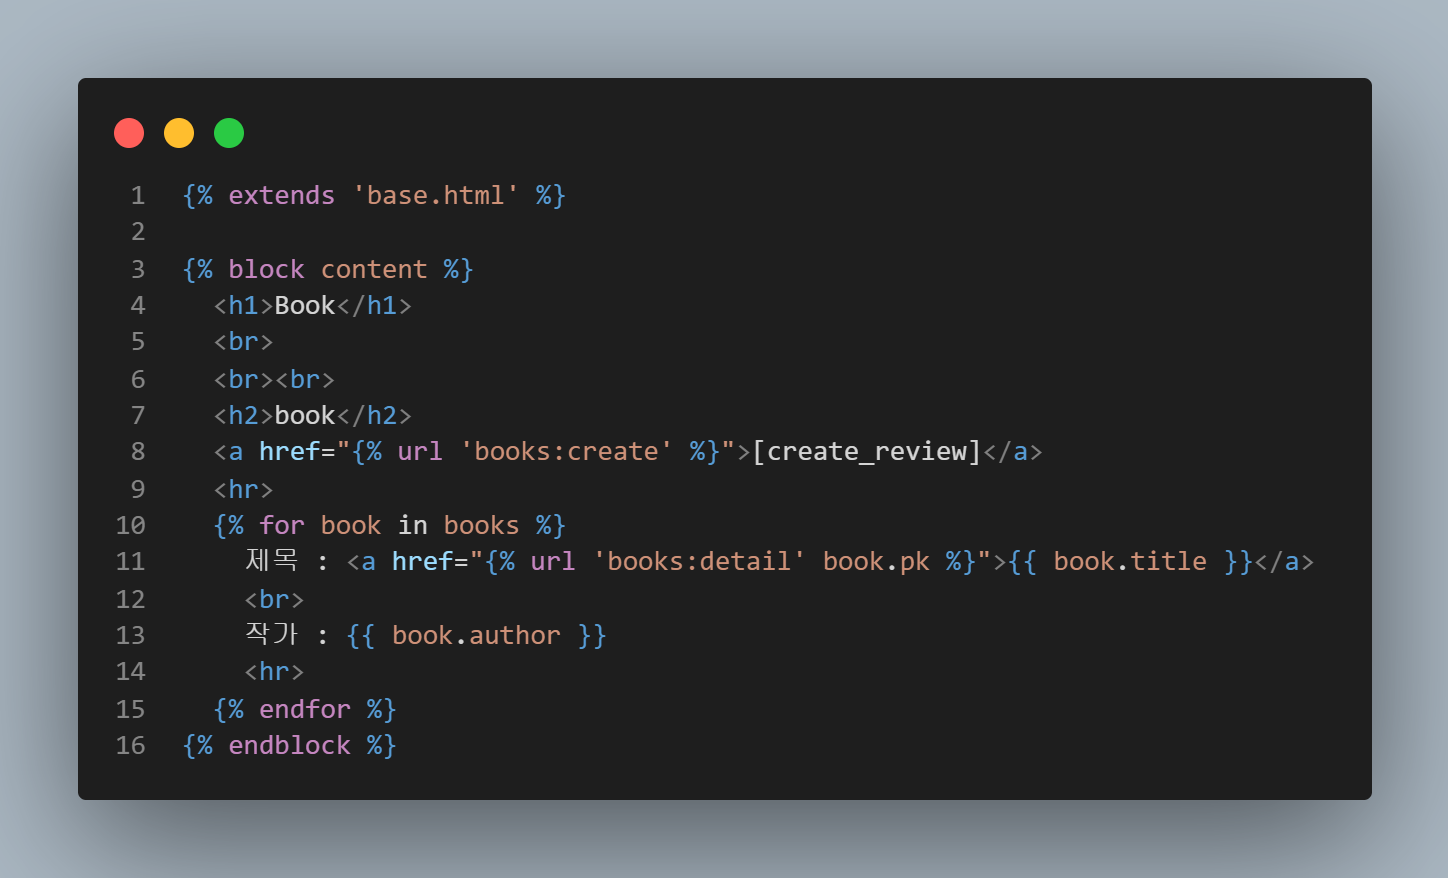 1 {% extends 'base.html' %}
2
3 {% block content %}
4 <h1>Book</h1>
5 <br>
6 <br><br>
7 <h2>book</h2>
8 <a href="{% url 'books:create' %}">[create_review]</a>
9 <hr>
10 {% for book in books %}
11 제목 : <a href="{% url 'books:detail' book.pk %}">{{ book.title }}</a>
12 <br>
13 작가 : {{ book.author }}
14 <hr>
15 {% endfor %}
16 {% endblock %}